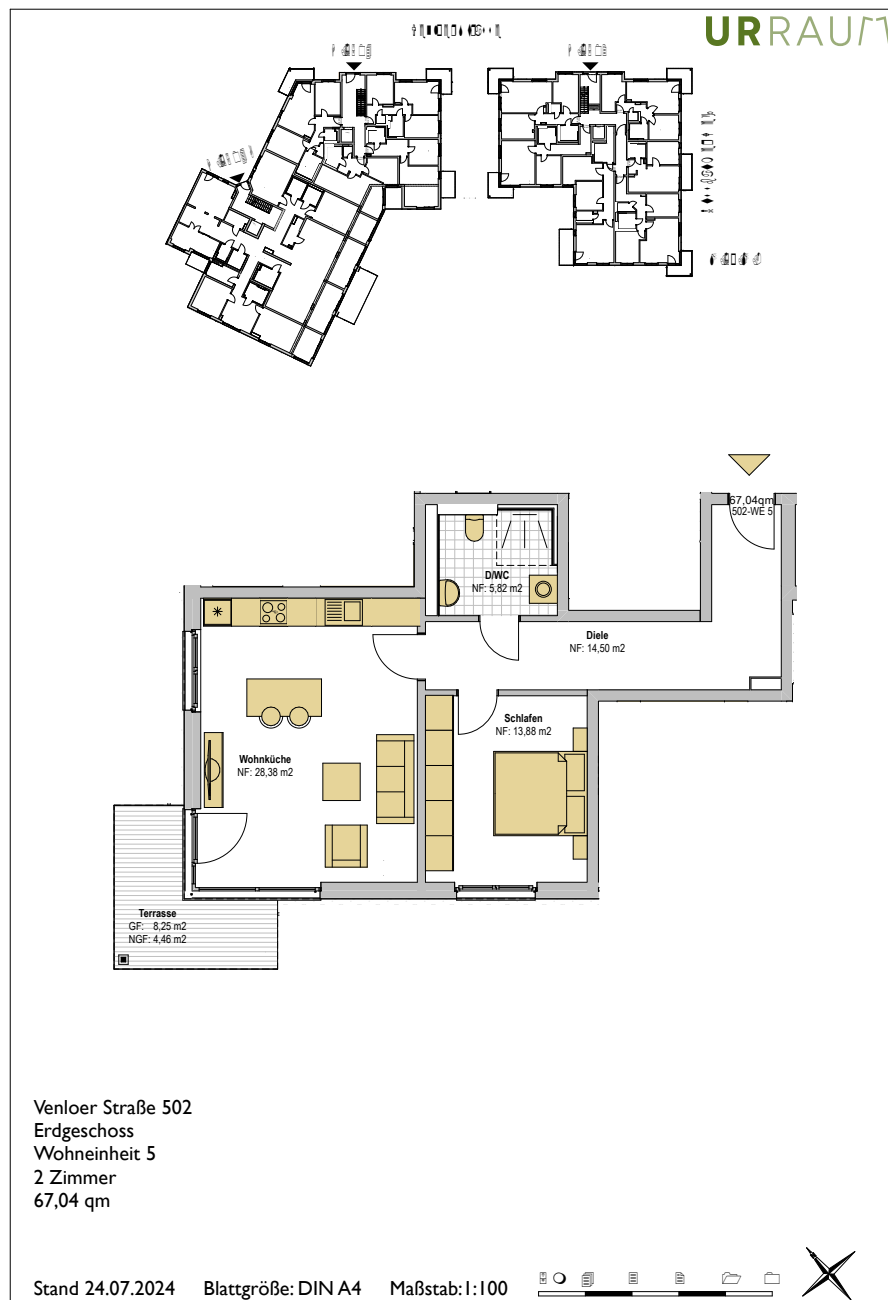 URRAUM
67,04qm
502-WE 5
D/WC
NF: 5,82 m2
Diele
NF: 14,50 m2
Schlafen
NF: 13,88 m2
Wohnküche
NF: 28,38 m2
Terrasse
GF: 8,25 m2
NGF: 4,46 m2
Venloer Straße 502
Erdgeschoss
Wohneinheit 5
2 Zimmer
67,04 qm
Stand 24.07.2024 Blattgröße: DIN A4 Maßstab:1:100